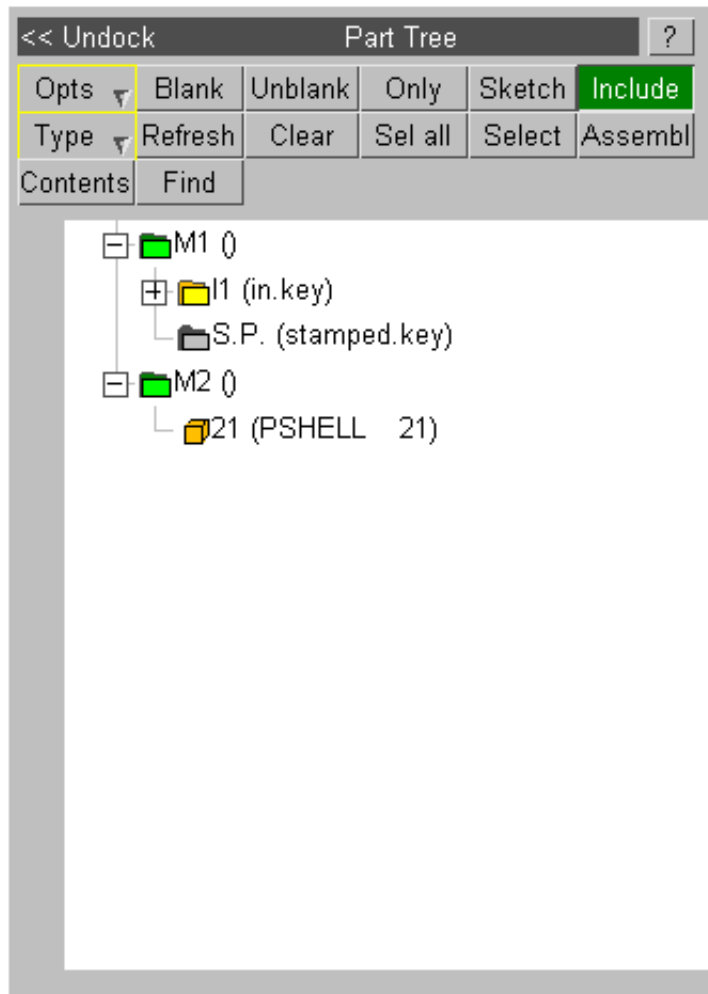 << Undock Part Tree ?
Opts Blank Unblank Only Sketch Include
Type Refresh Clear Sel all Select Assembl
Contents Find
M1 ()
I1 (in.key)
S.P. (stamped.key)
M2 ()
21 (PSHELL 21)